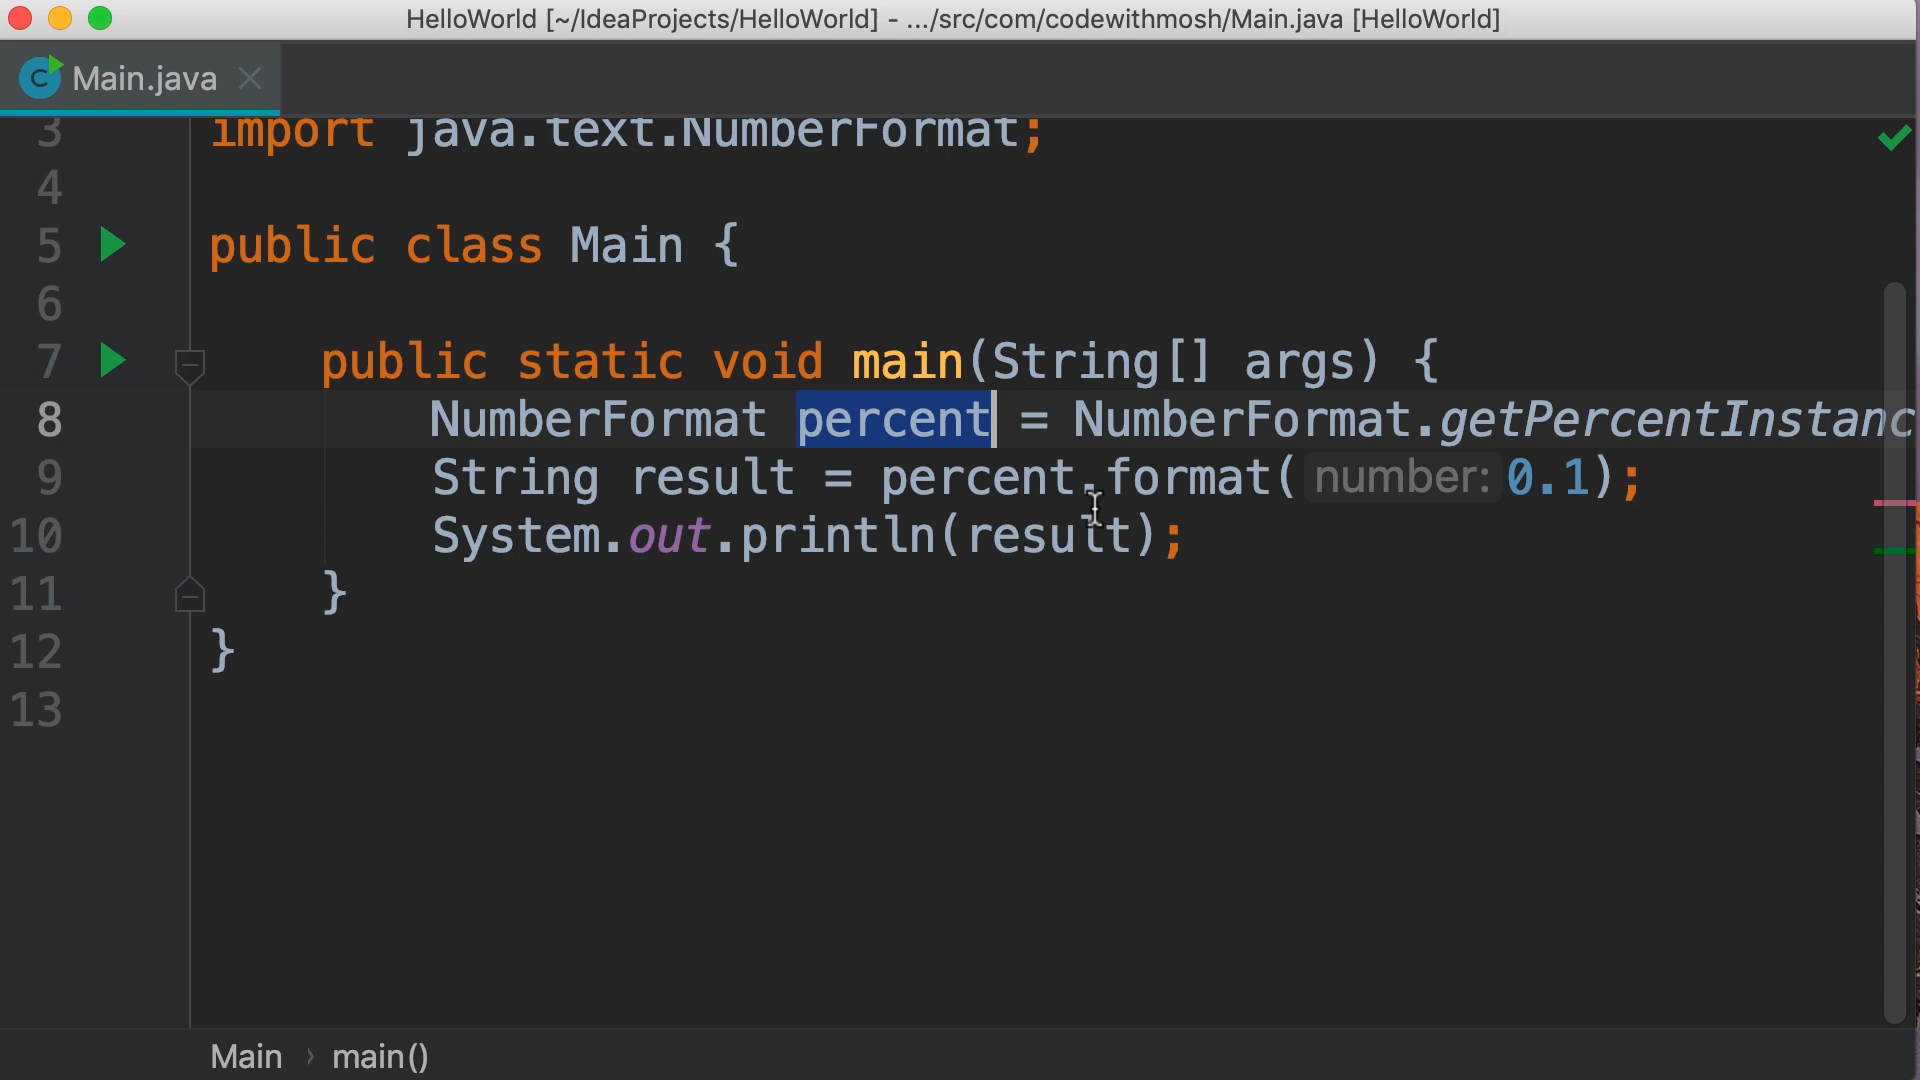 HelloWorld [~/IdeaProjects/HelloWorld] - .../src/com/codewithmosh/Main.java [HelloWorld]
Main.java
3 import java.text.NumberFormat;
4
5 public class Main {
6
7 public static void main(String[] args) {
8 NumberFormat percent = NumberFormat.getPercentInstanc
9 String result = percent.format( number: 0.1);
10 System.out.println(result);
11 }
12 }
13
Main › main()